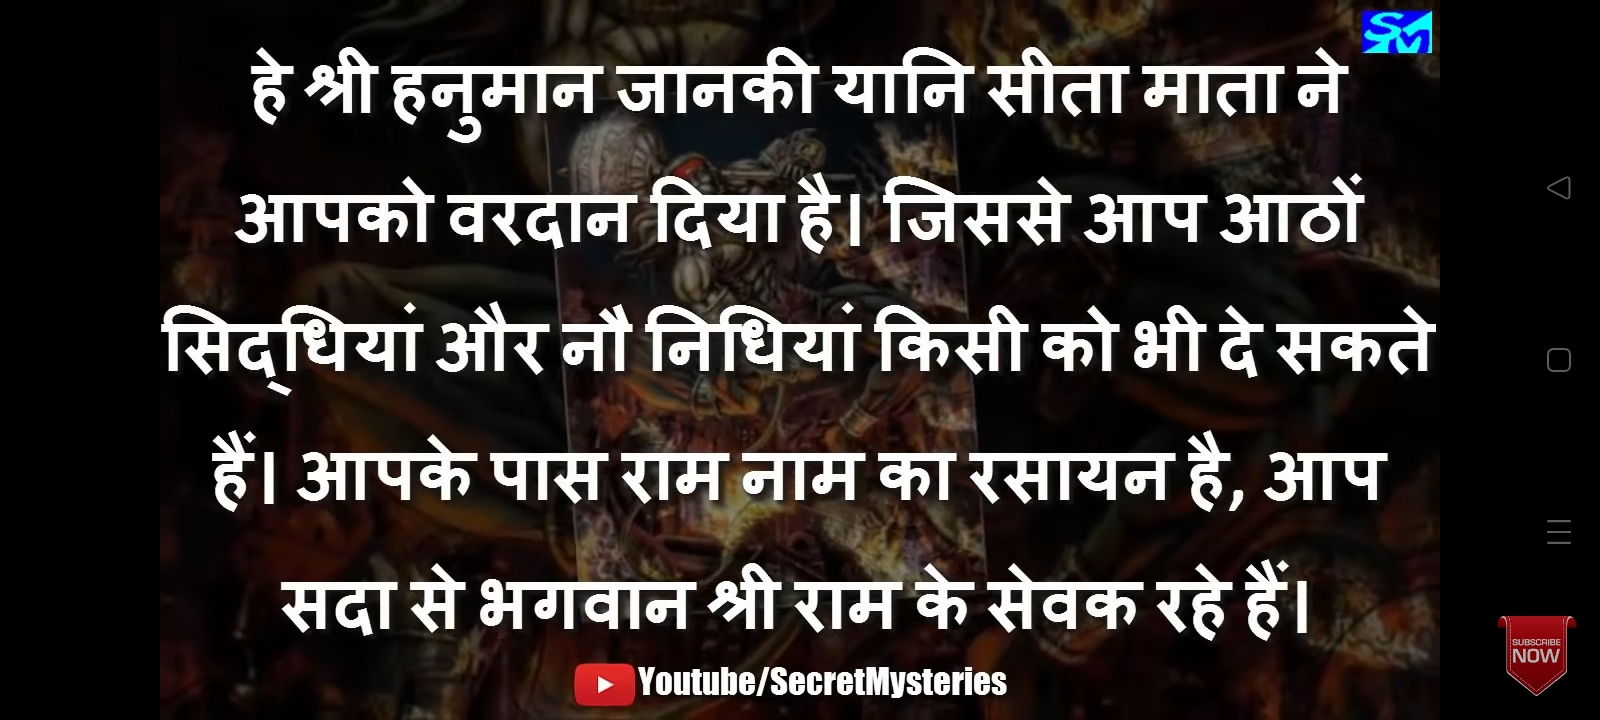 SM
हे श्री हनुमान जानकी यानि सीता माता ने
आपको वरदान दिया है। जिससे आप आठों
सिद्धियां और नौ निधियां किसी को भी दे सकते
हैं। आपके पास राम नाम का रसायन है, आप
सदा से भगवान श्री राम के सेवक रहे हैं।
Youtube/SecretMysteries
SUBSCRIBE
NOW